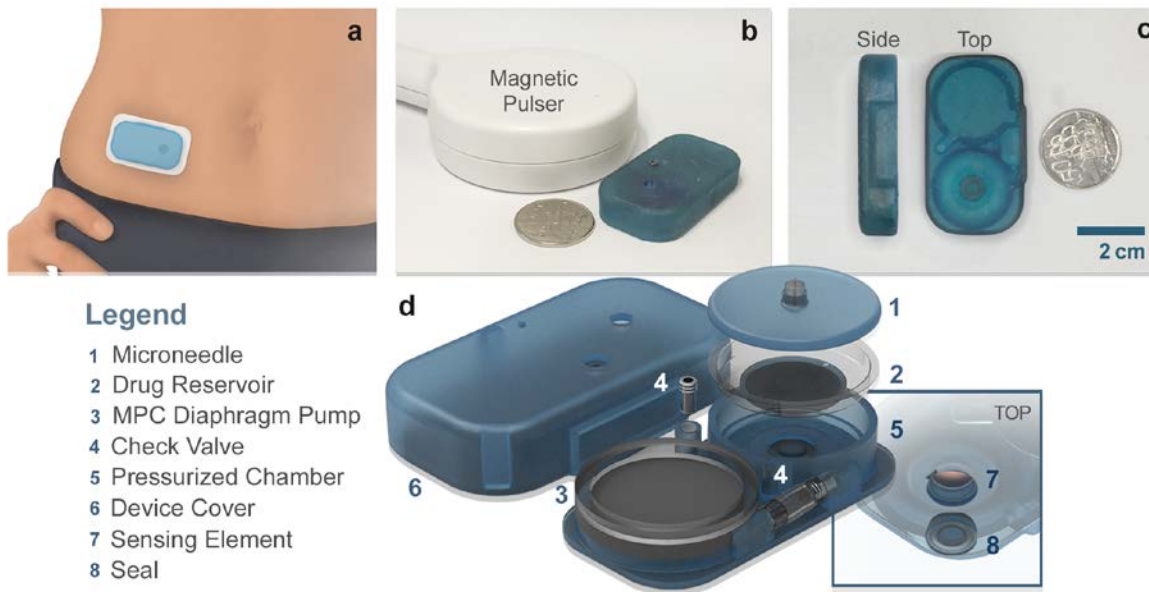 a
b
Magnetic
Pulser
c
Side Top
2 cm
Legend
1 Microneedle
2 Drug Reservoir
3 MPC Diaphragm Pump
4 Check Valve
5 Pressurized Chamber
6 Device Cover
7 Sensing Element
8 Seal
d
1
2
4
TOP
5
4
7
3
6
8